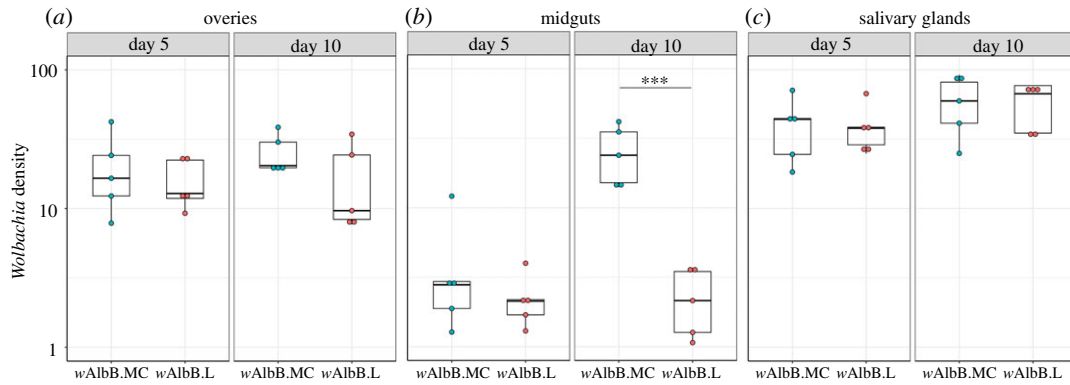 (a) overies (b) midguts (c) salivary glands
day 5 day 10 day 5 day 10 day 5 day 10
***
100
10
1
Wolbachia density
wAlbB.MC wAlbB.L wAlbB.MC wAlbB.L wAlbB.MC wAlbB.L wAlbB.MC wAlbB.L wAlbB.MC wAlbB.L wAlbB.MC wAlbB.L